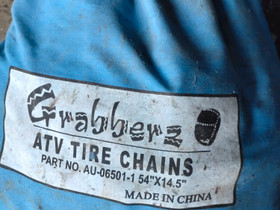 Grabberz
ATV TIRE CHAINS
PART NO. AU-06501-1 54"X14.5"
MADE IN CHINA